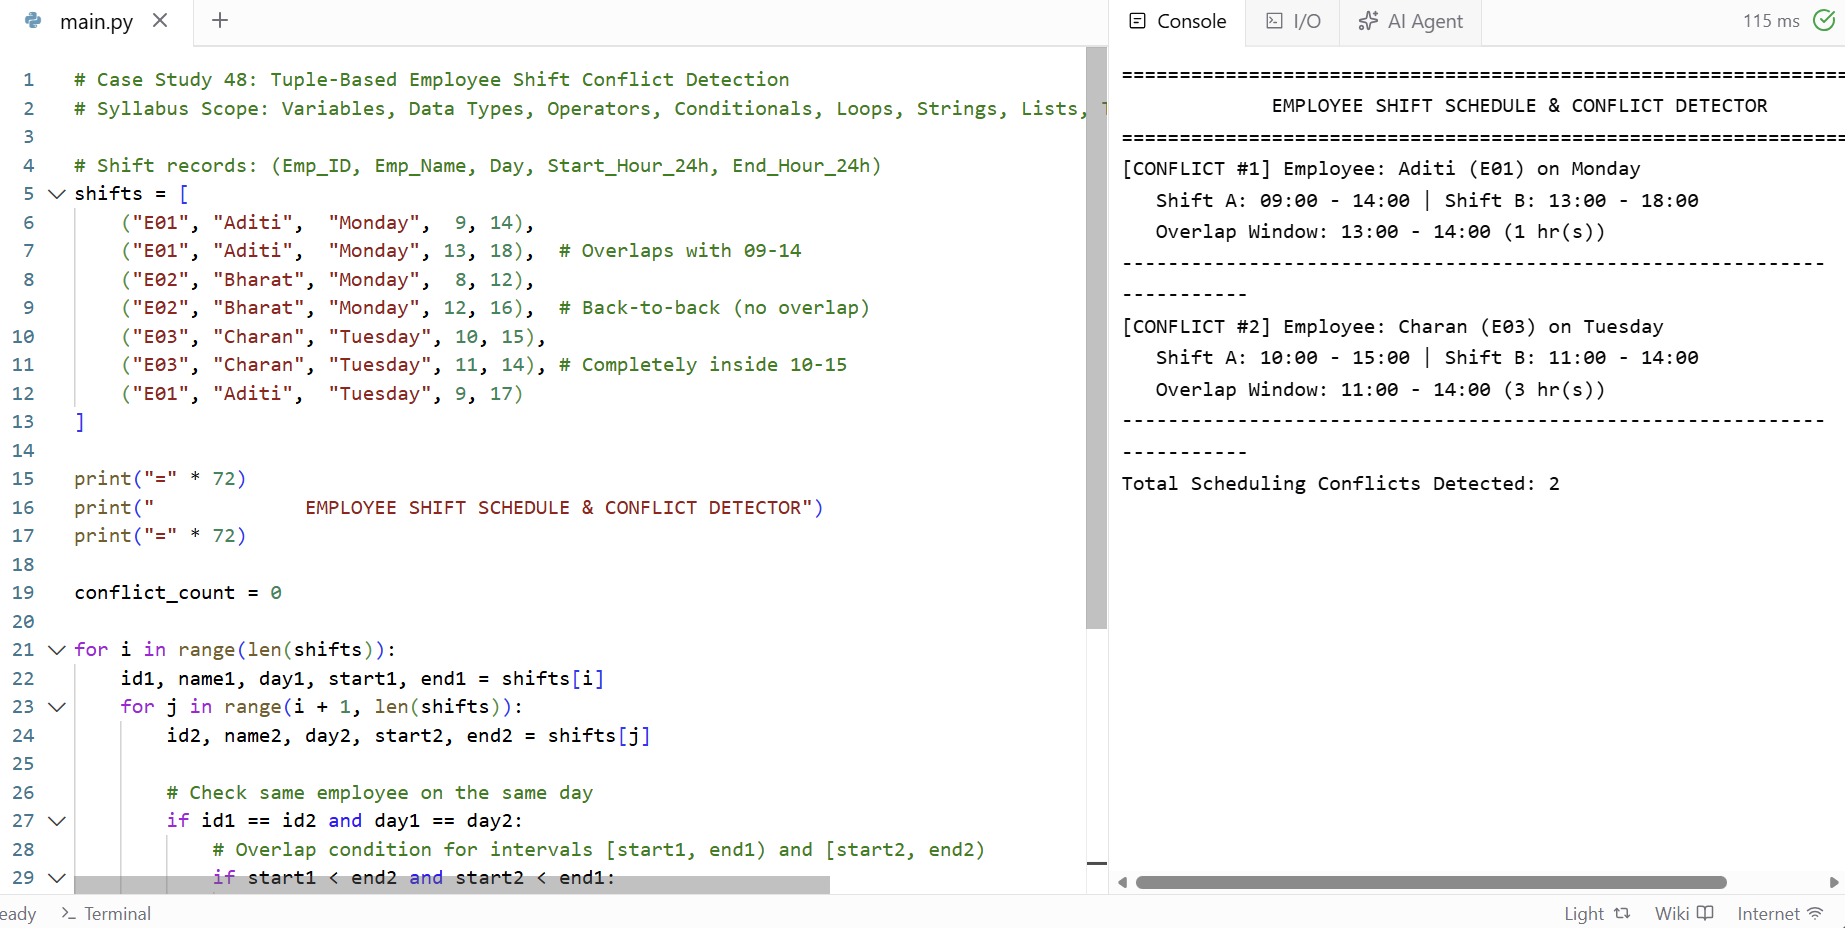 main.py
# Case Study 48: Tuple-Based Employee Shift Conflict Detection
# Syllabus Scope: Variables, Data Types, Operators, Conditionals, Loops, Strings, Lists,
# Shift records: (Emp_ID, Emp_Name, Day, Start_Hour_24h, End_Hour_24h)
shifts = [
("E01", "Aditi",  "Monday",  9, 14),
("E01", "Aditi",  "Monday", 13, 18),  # Overlaps with 09-14
("E02", "Bharat", "Monday",  8, 12),
("E02", "Bharat", "Monday", 12, 16),  # Back-to-back (no overlap)
("E03", "Charan", "Tuesday", 10, 15),
("E03", "Charan", "Tuesday", 11, 14), # Completely inside 10-15
("E01", "Aditi",  "Tuesday", 9, 17)
]
print("=" * 72)
print("             EMPLOYEE SHIFT SCHEDULE & CONFLICT DETECTOR")
print("=" * 72)
conflict_count = 0
for i in range(len(shifts)):
id1, name1, day1, start1, end1 = shifts[i]
for j in range(i + 1, len(shifts)):
id2, name2, day2, start2, end2 = shifts[j]
# Check same employee on the same day
if id1 == id2 and day1 == day2:
# Overlap condition for intervals [start1, end1) and [start2, end2)
if start1 < end2 and start2 < end1:
1
2
3
4
5
6
7
8
9
10
11
12
13
14
15
16
17
18
19
20
21
22
23
24
25
26
27
28
29
Console
I/O
AI Agent
115 ms
===============================================================
EMPLOYEE SHIFT SCHEDULE & CONFLICT DETECTOR
===============================================================
[CONFLICT #1] Employee: Aditi (E01) on Monday
Shift A: 09:00 - 14:00 | Shift B: 13:00 - 18:00
Overlap Window: 13:00 - 14:00 (1 hr(s))
-------------------------------------------------------------
-----------
[CONFLICT #2] Employee: Charan (E03) on Tuesday
Shift A: 10:00 - 15:00 | Shift B: 11:00 - 14:00
Overlap Window: 11:00 - 14:00 (3 hr(s))
-------------------------------------------------------------
-----------
Total Scheduling Conflicts Detected: 2
eady
Terminal
Light
Wiki
Internet